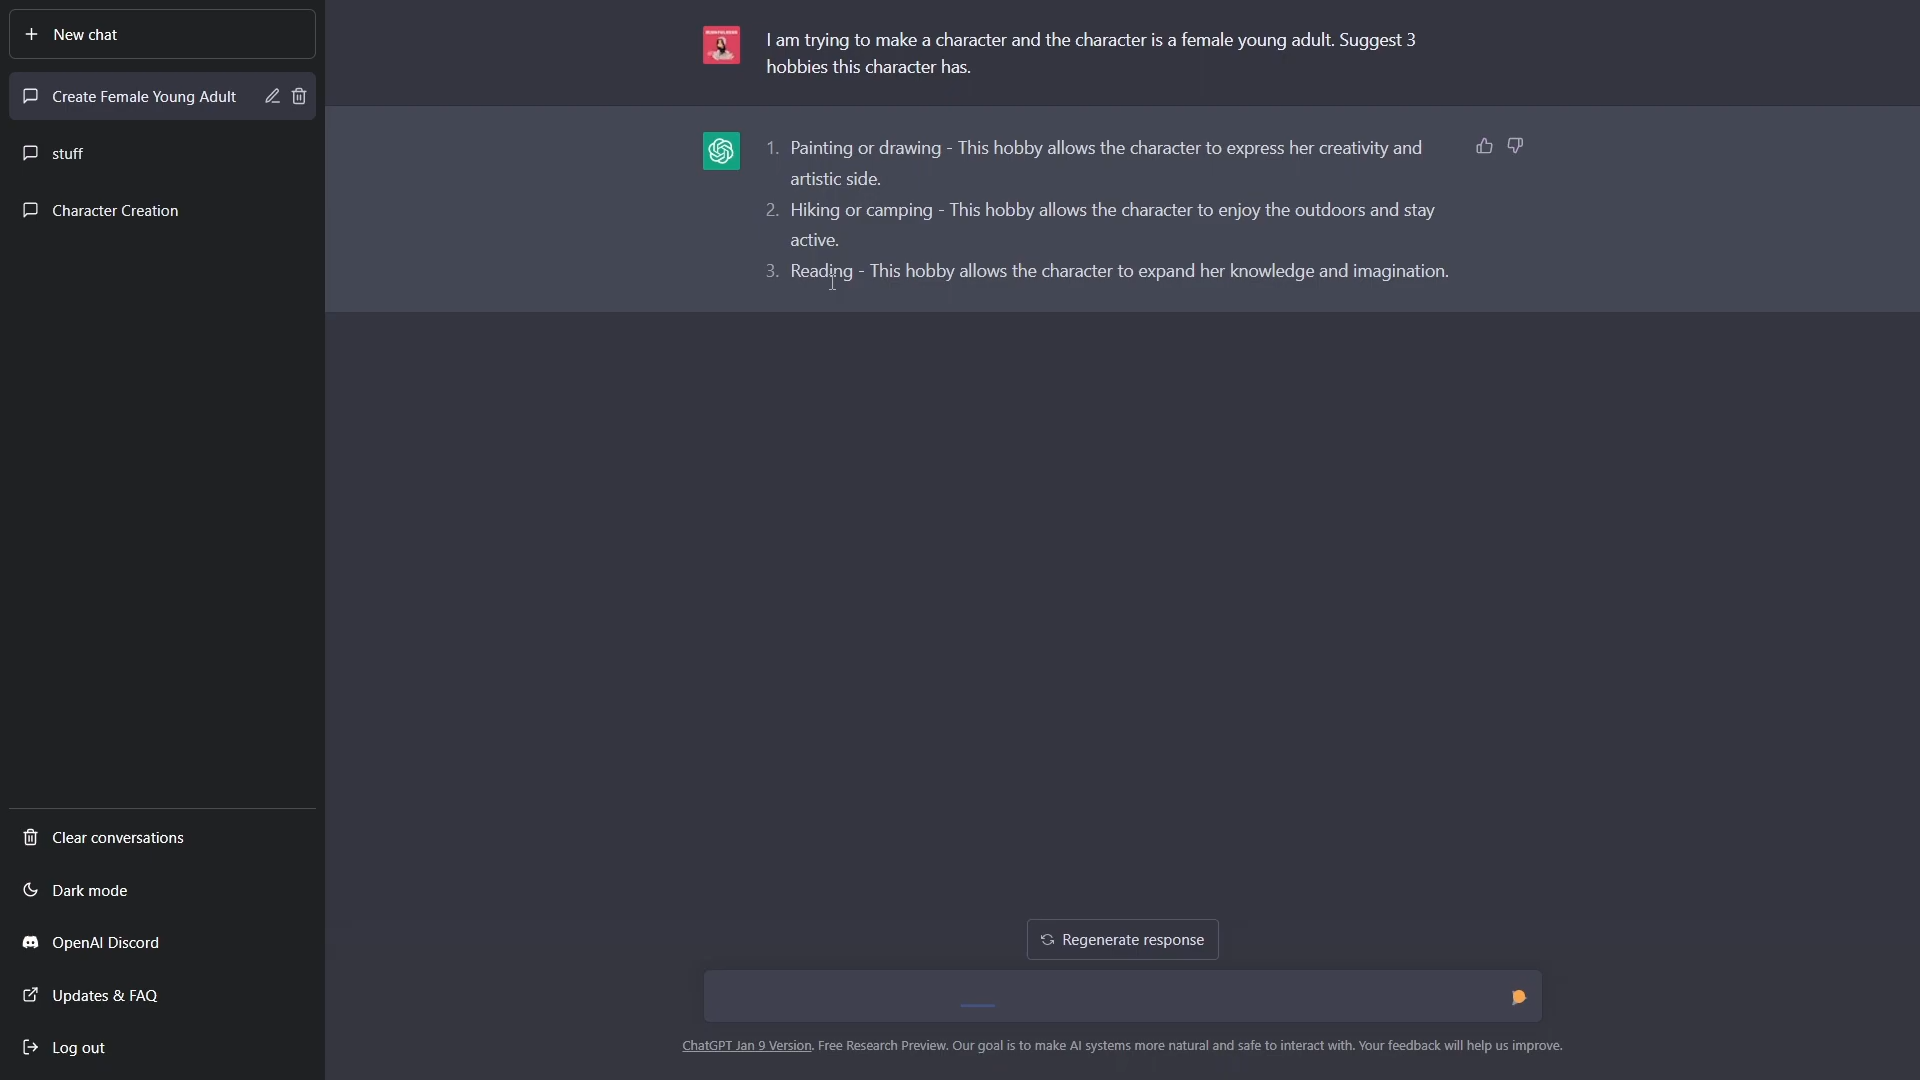 New chat
Create Female Young Adult
stuff
Character Creation
I am trying to make a character and the character is a female young adult. Suggest 3
hobbies this character has.
1. Painting or drawing - This hobby allows the character to express her creativity and
artistic side.
2. Hiking or camping - This hobby allows the character to enjoy the outdoors and stay
active.
3. Reading - This hobby allows the character to expand her knowledge and imagination.
Clear conversations
Dark mode
OpenAI Discord
Updates & FAQ
Log out
Regenerate response
ChatGPT Jan 9 Version. Free Research Preview. Our goal is to make AI systems more natural and safe to interact with. Your feedback will help us improve.